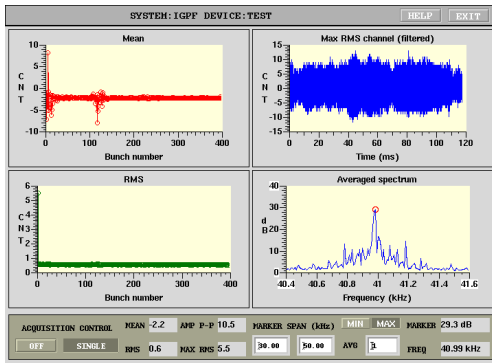 SYSTEM:IGPF DEVICE:TEST
HELP
EXIT
Mean
10
5
0
-5
-10
C
N
T
0 100 200 300 400
Bunch number
Max RMS channel (filtered)
15
10
5
0
-5
-10
-15
C
N
T
0 20 40 60 80 100 120
Time (ms)
RMS
6
5
4
3
2
1
0
C
N
T
0 100 200 300 400
Bunch number
Averaged spectrum
40
30
20
10
0
d
B
40.4 40.6 40.8 41 41.2 41.4 41.6
Frequency (kHz)
ACQUISITION CONTROL
OFF
SINGLE
MEAN -2.2
AMP P-P 10.5
RMS 0.6
MAX RMS 5.5
MARKER SPAN (kHz)
30.00
50.00
MIN
MAX
AVG
MARKER 29.3 dB
FREQ 40.99 kHz